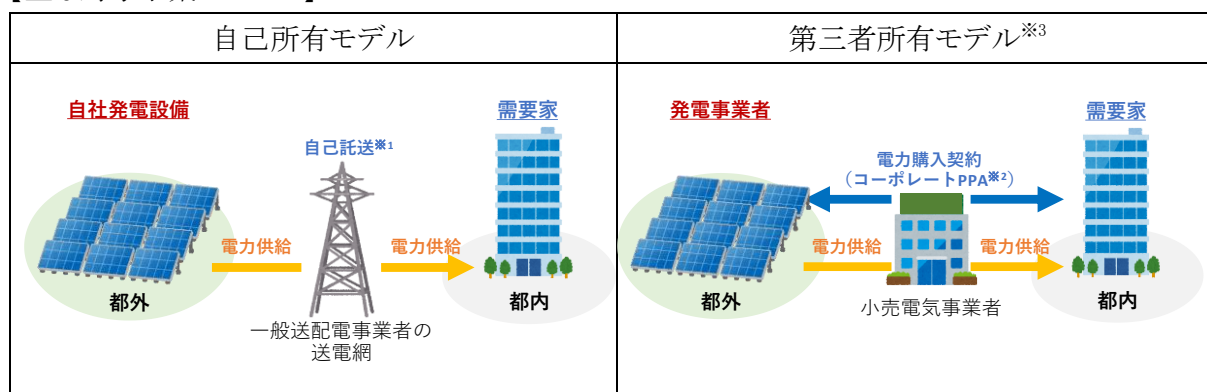 自己所有モデル
第三者所有モデル※3
自社発電設備
需要家
自己託送※1
電力供給
電力供給
都外
都内
一般送配電事業者の
送電網
発電事業者
需要家
電力購入契約
（コーポレートPPA※2）
電力供給
電力供給
都外
都内
小売電気事業者